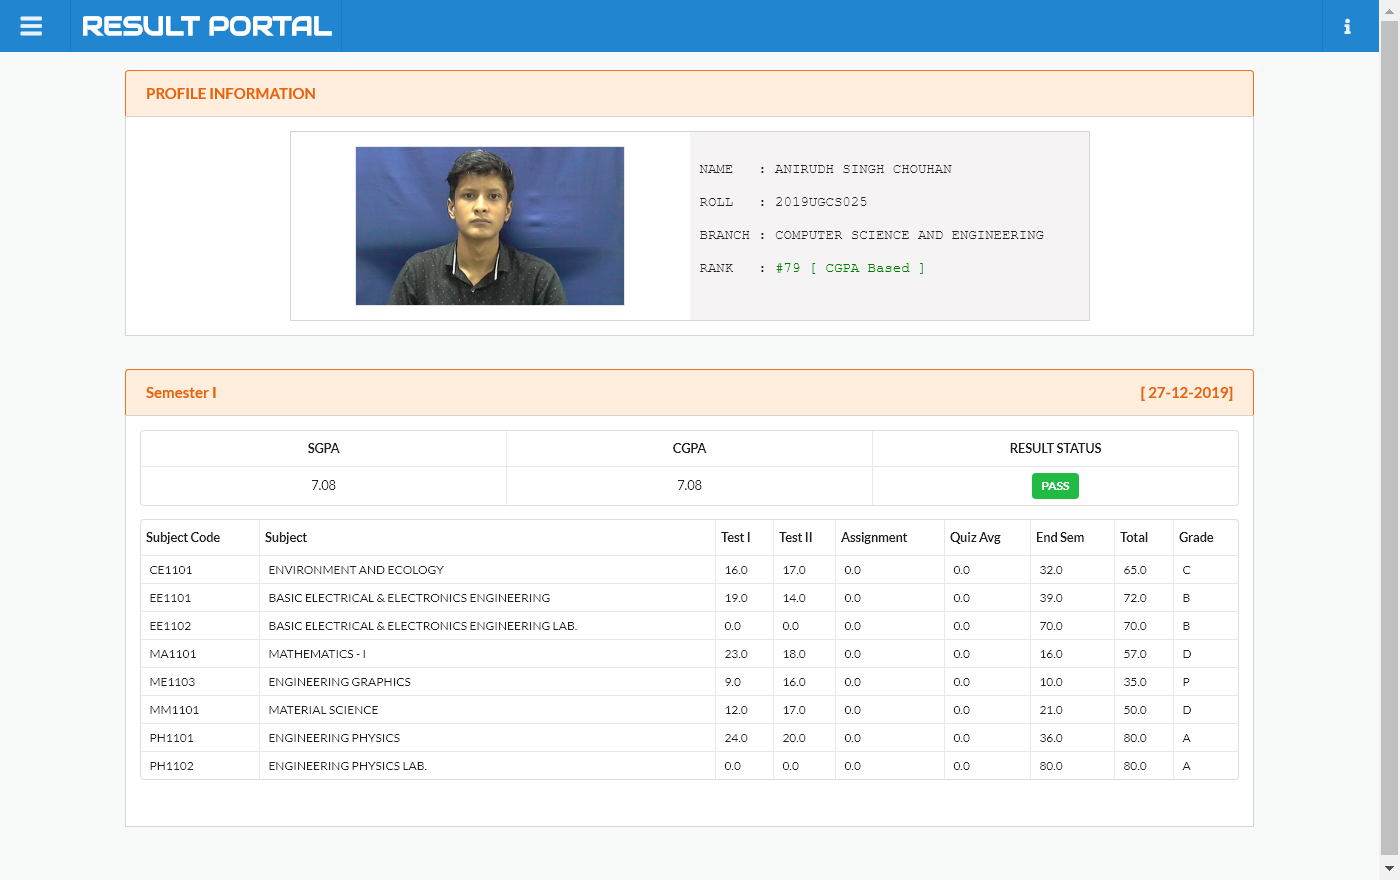 RESULT PORTAL
PROFILE INFORMATION
NAME : ANIRUDH SINGH CHOUHAN
ROLL : 2019UGCS025
BRANCH : COMPUTER SCIENCE AND ENGINEERING
RANK : #79 [ CGPA Based ]
Semester I [ 27-12-2019]
SGPA CGPA RESULT STATUS
7.08 7.08 PASS
Subject Code Subject Test I Test II Assignment Quiz Avg End Sem Total Grade
CE1101 ENVIRONMENT AND ECOLOGY 16.0 17.0 0.0 0.0 32.0 65.0 C
EE1101 BASIC ELECTRICAL & ELECTRONICS ENGINEERING 19.0 14.0 0.0 0.0 39.0 72.0 B
EE1102 BASIC ELECTRICAL & ELECTRONICS ENGINEERING LAB. 0.0 0.0 0.0 0.0 70.0 70.0 B
MA1101 MATHEMATICS - I 23.0 18.0 0.0 0.0 16.0 57.0 D
ME1103 ENGINEERING GRAPHICS 9.0 16.0 0.0 0.0 10.0 35.0 P
MM1101 MATERIAL SCIENCE 12.0 17.0 0.0 0.0 21.0 50.0 D
PH1101 ENGINEERING PHYSICS 24.0 20.0 0.0 0.0 36.0 80.0 A
PH1102 ENGINEERING PHYSICS LAB. 0.0 0.0 0.0 0.0 80.0 80.0 A